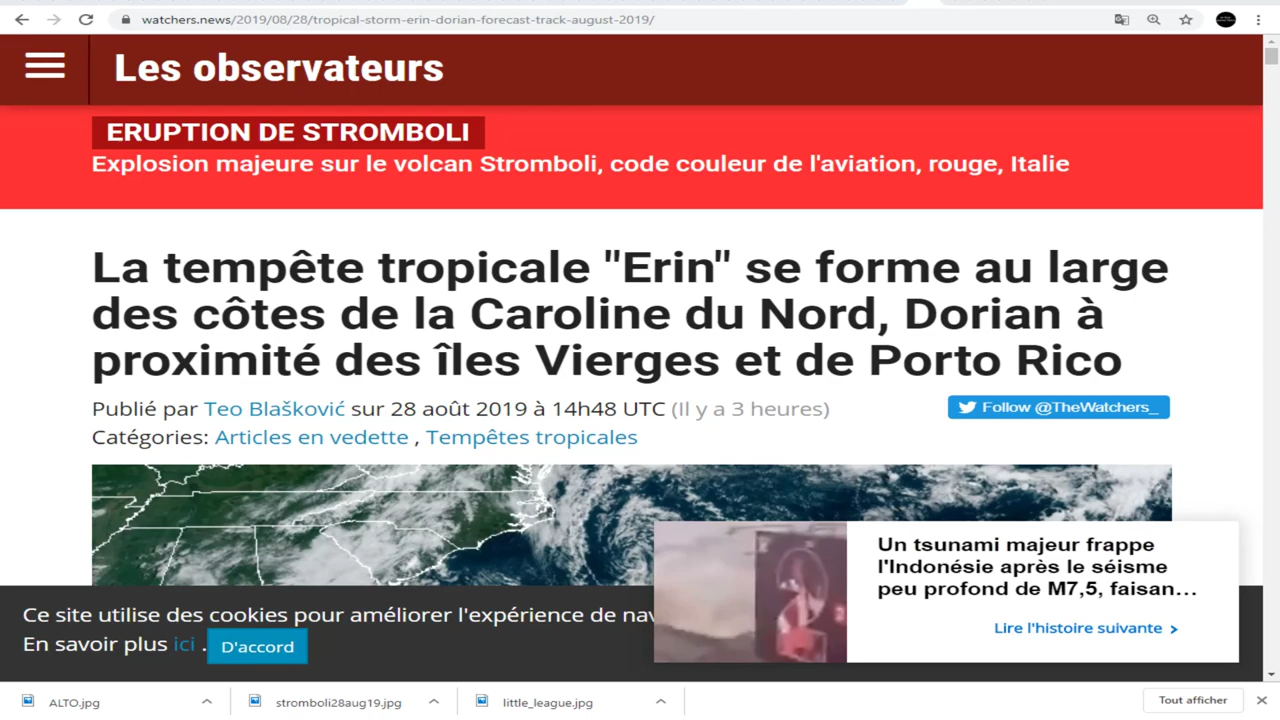 watchers.news/2019/08/28/tropical-storm-erin-dorian-forecast-track-august-2019/
Les observateurs
ERUPTION DE STROMBOLI
Explosion majeure sur le volcan Stromboli, code couleur de l'aviation, rouge, Italie
La tempête tropicale "Erin" se forme au large
des côtes de la Caroline du Nord, Dorian à
proximité des îles Vierges et de Porto Rico
Publié par Teo Blašković sur 28 août 2019 à 14h48 UTC (Il y a 3 heures)
Follow @TheWatchers_
Catégories: Articles en vedette , Tempêtes tropicales
Un tsunami majeur frappe
l'Indonésie après le séisme
peu profond de M7,5, faisan...
Lire l'histoire suivante
Ce site utilise des cookies pour améliorer l'expérience de nav
En savoir plus ici .
D'accord
ALTO.jpg
stromboli28aug19.jpg
little_league.jpg
Tout afficher